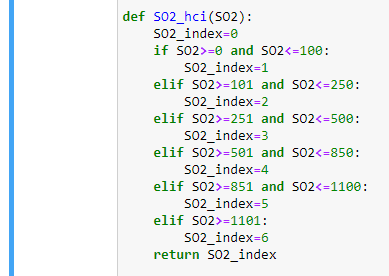 def SO2_hci(SO2):
    SO2_index=0
    if SO2>=0 and SO2<=100:
        SO2_index=1
    elif SO2>=101 and SO2<=250:
        SO2_index=2
    elif SO2>=251 and SO2<=500:
        SO2_index=3
    elif SO2>=501 and SO2<=850:
        SO2_index=4
    elif SO2>=851 and SO2<=1100:
        SO2_index=5
    elif SO2>=1101:
        SO2_index=6
    return SO2_index